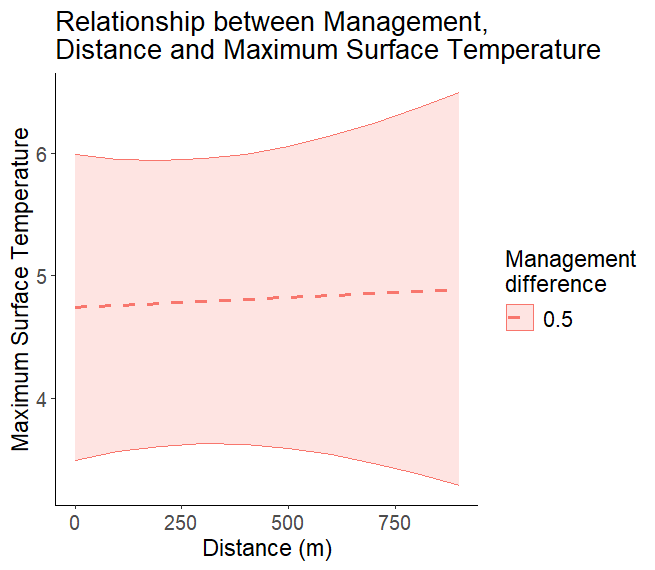 Relationship between Management,
Distance and Maximum Surface Temperature
Maximum Surface Temperature
6
5
4
0
250
500
750
Distance (m)
Management
difference
0.5